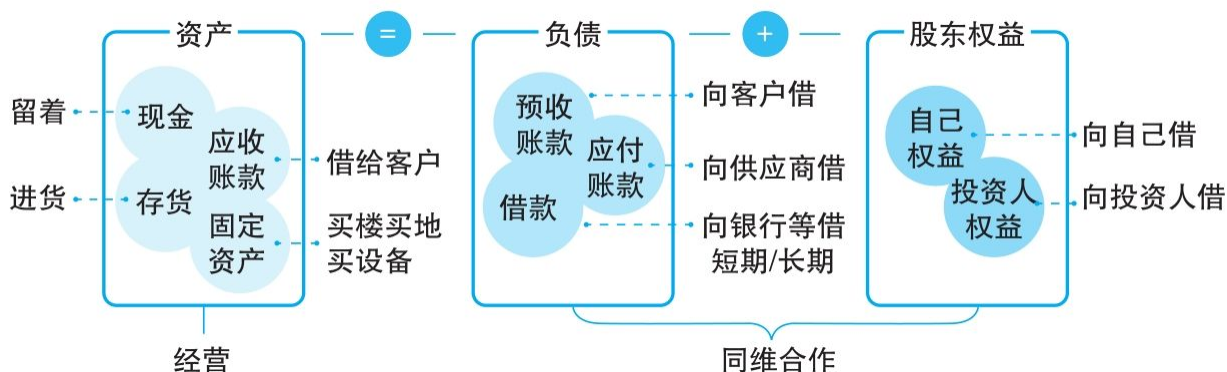 资产
=
负债
+
股东权益
留着
现金
应收
账款
借给客户
进货
存货
固定
资产
买楼买地
买设备
预收
账款
向客户借
应付
账款
向供应商借
借款
向银行等借
短期/长期
自己
权益
向自己借
投资人
权益
向投资人借
经营
同维合作